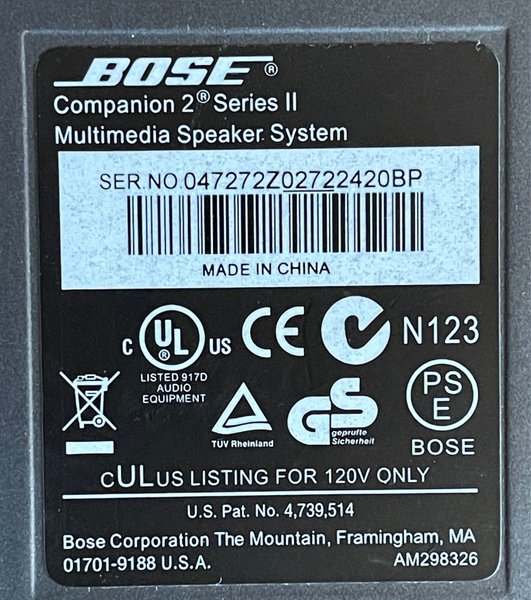 BOSE®
Companion 2® Series II
Multimedia Speaker System
SER.NO.047272Z02722420BP
MADE IN CHINA
C UL® US CE N123
LISTED 917D
AUDIO
EQUIPMENT
TÜV Rheinland
GS
geprüfte
Sicherheit
PS
E
BOSE
CULUS LISTING FOR 120V ONLY
U.S. Pat. No. 4,739,514
Bose Corporation The Mountain, Framingham, MA
01701-9188 U.S.A. AM298326